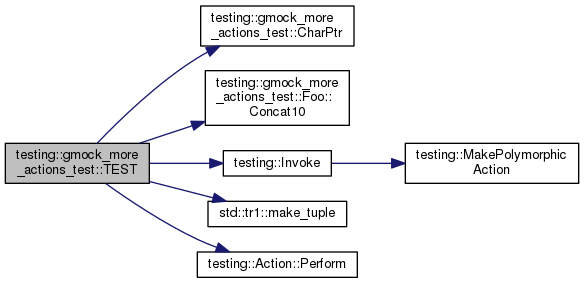 testing::gmock_more
_actions_test::TEST
testing::gmock_more
_actions_test::CharPtr
testing::gmock_more
_actions_test::Foo::
Concat10
testing::Invoke
testing::MakePolymorphic
Action
std::tr1::make_tuple
testing::Action::Perform